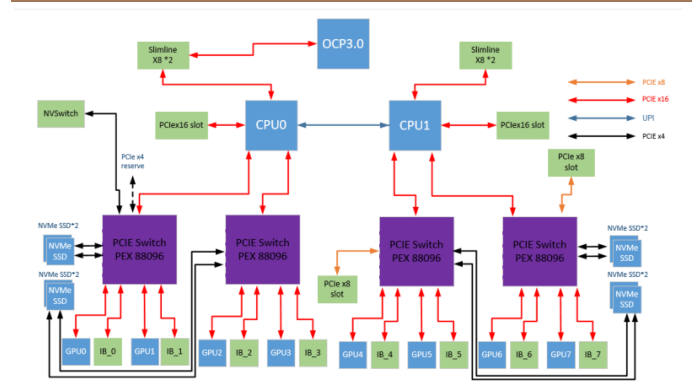 OCP3.0
Slimline
X8 *2
Slimline
X8 *2
PCIE x8
PCIE x16
UPI
PCIE x4
NVSwitch
PCIex16 slot
CPU0
CPU1
PCIex16 slot
PCIe x4
reserve
PCIe x8
slot
NVMe SSD*2
NVMe
SSD
PCIE Switch
PEX 88096
PCIE Switch
PEX 88096
PCIE Switch
PEX 88096
PCIE Switch
PEX 88096
NVMe SSD*2
NVMe
SSD
NVMe SSD*2
NVMe
SSD
PCIe x8
slot
NVMe SSD*2
NVMe
SSD
GPU0
IB_0
GPU1
IB_1
GPU2
IB_2
GPU3
IB_3
GPU4
IB_4
GPU5
IB_5
GPU6
IB_6
GPU7
IB_7